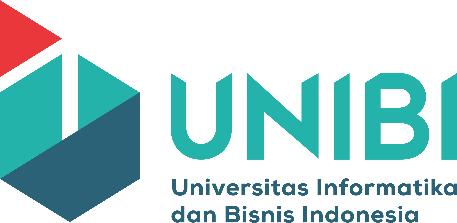 UNIBI
Universitas Informatika
dan Bisnis Indonesia